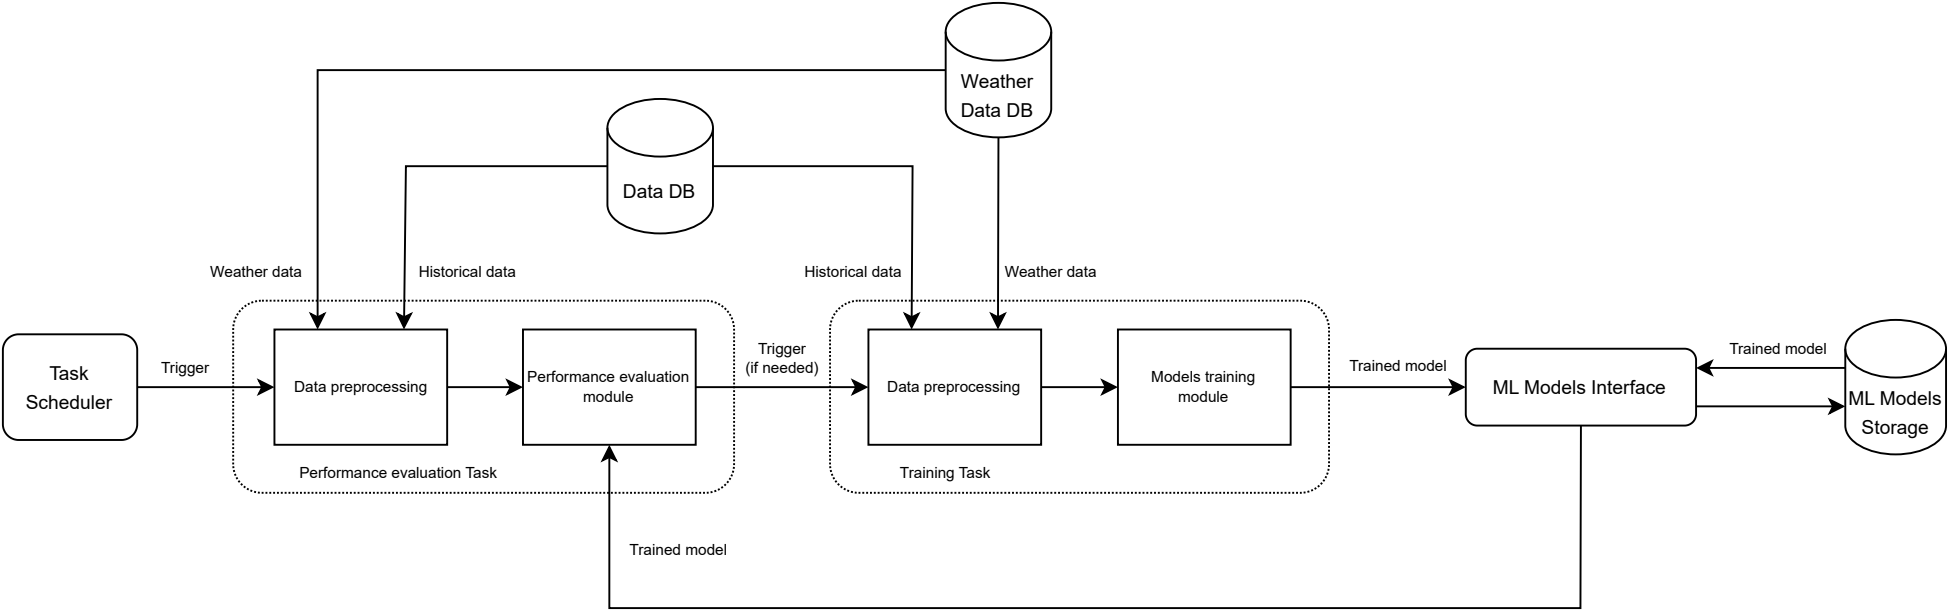 Weather
Data DB
Data DB
Weather data
Historical data
Historical data
Weather data
Task
Scheduler
Trigger
Data preprocessing
Performance evaluation
module
Trigger
(if needed)
Data preprocessing
Models training
module
Trained model
ML Models Interface
Trained model
ML Models
Storage
Performance evaluation Task
Training Task
Trained model